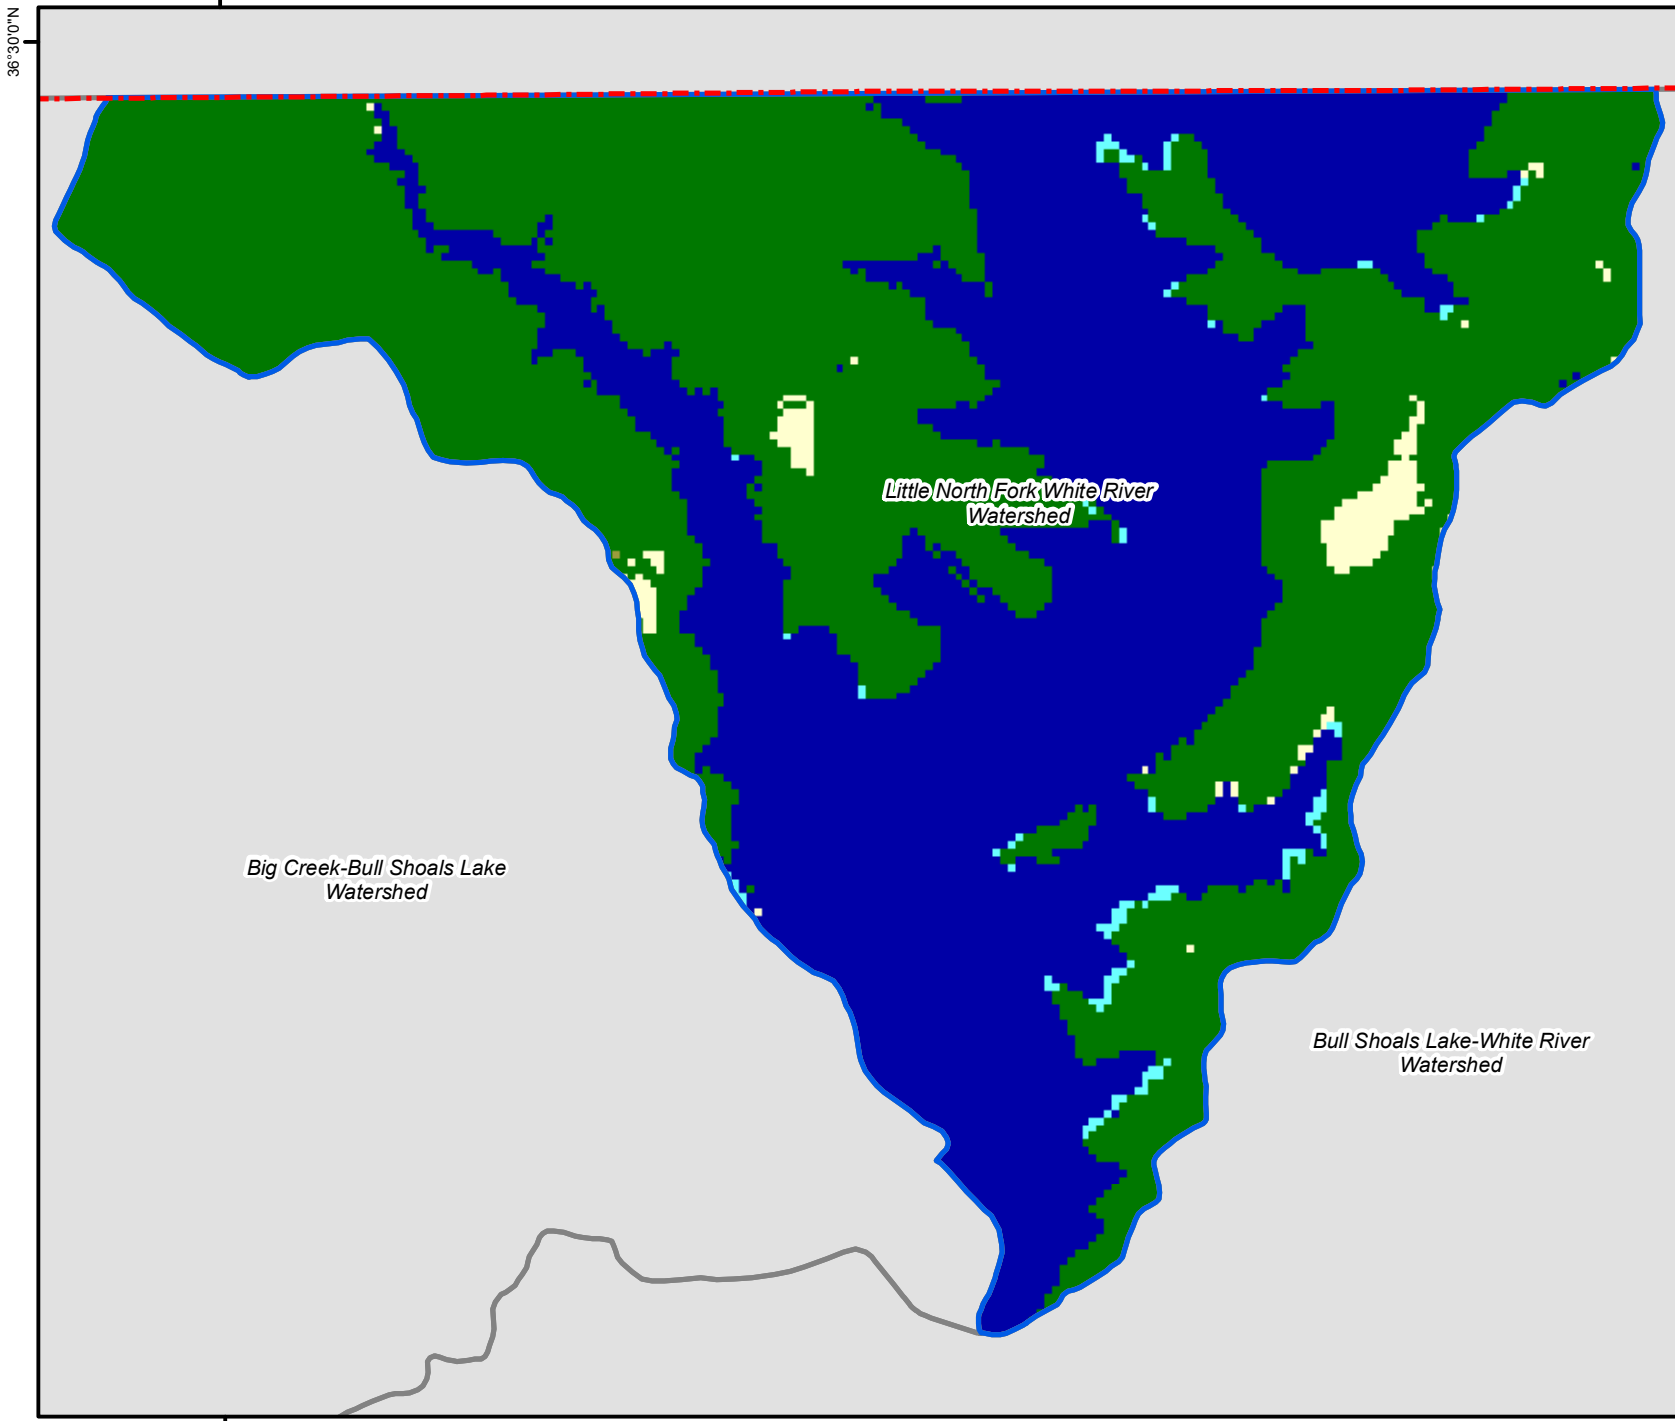 36°30'0"N
Little North Fork White River
Watershed
Big Creek-Bull Shoals Lake
Watershed
Bull Shoals Lake-White River
Watershed